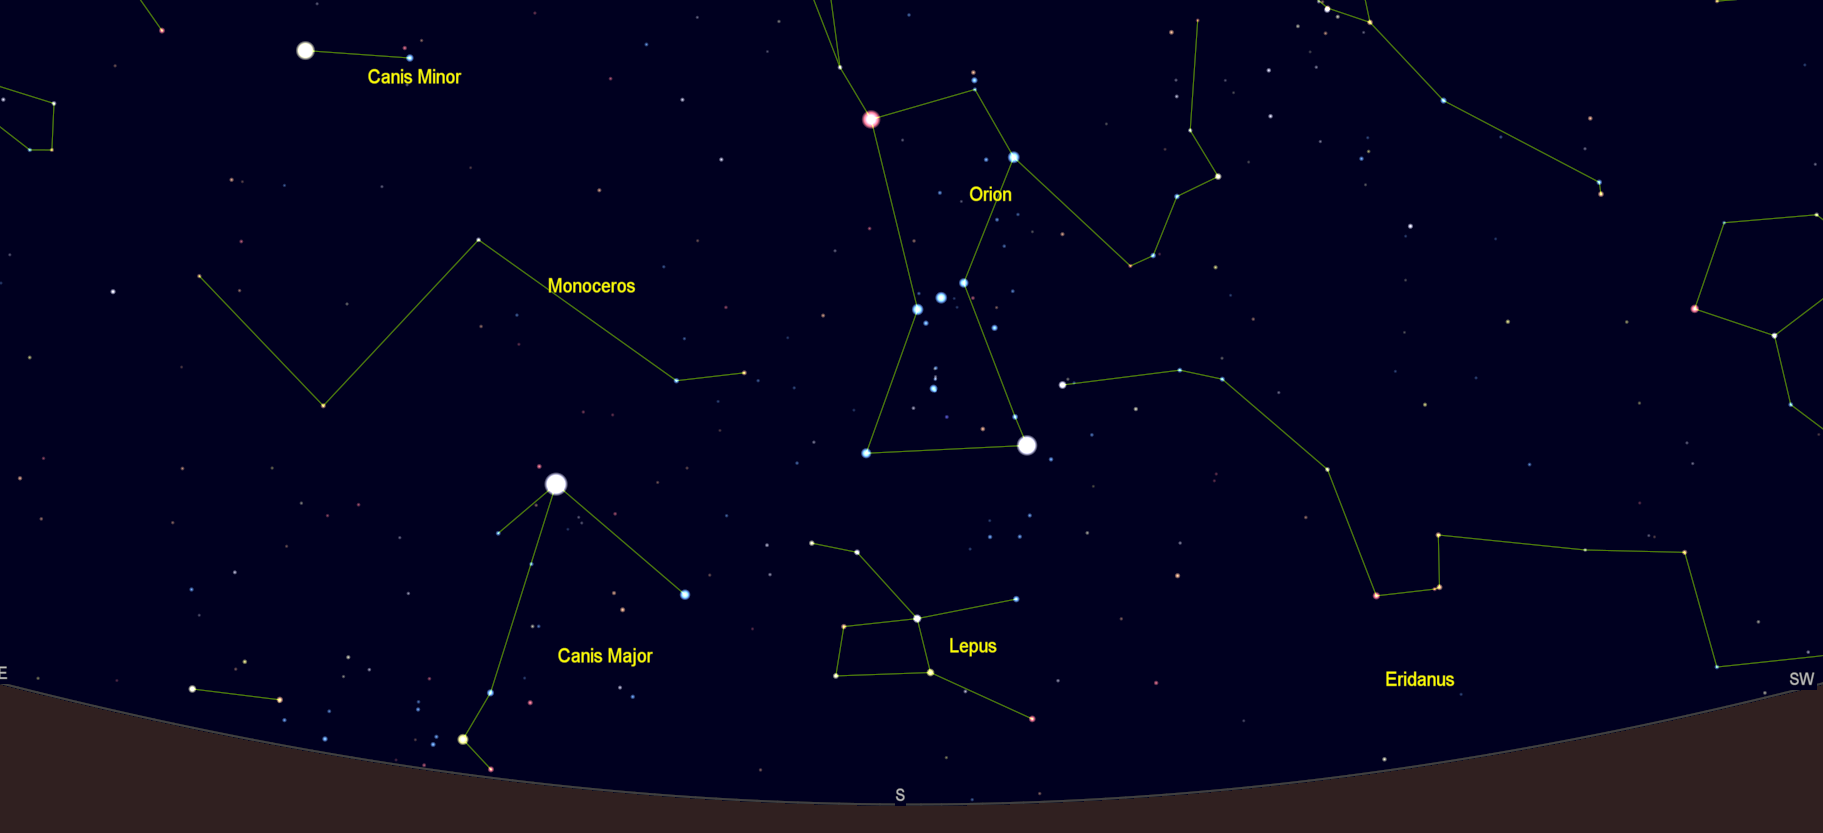 Canis Minor
Orion
Monoceros
Lepus
Canis Major
E
Eridanus
SW
S